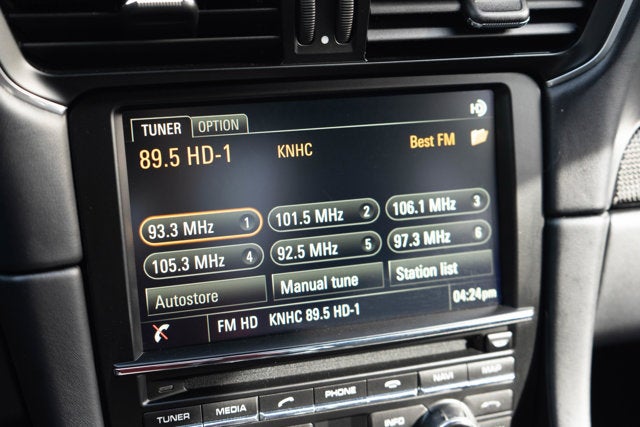 TUNER OPTION
89.5 HD-1 KNHC Best FM
93.3 MHz 1 101.5 MHz 2 106.1 MHz 3
105.3 MHz 4 92.5 MHz 5 97.3 MHz 6
Autostore Manual tune Station list
FM HD KNHC 89.5 HD-1 04:24pm
TUNER MEDIA PHONE NAVI MAP
INFO